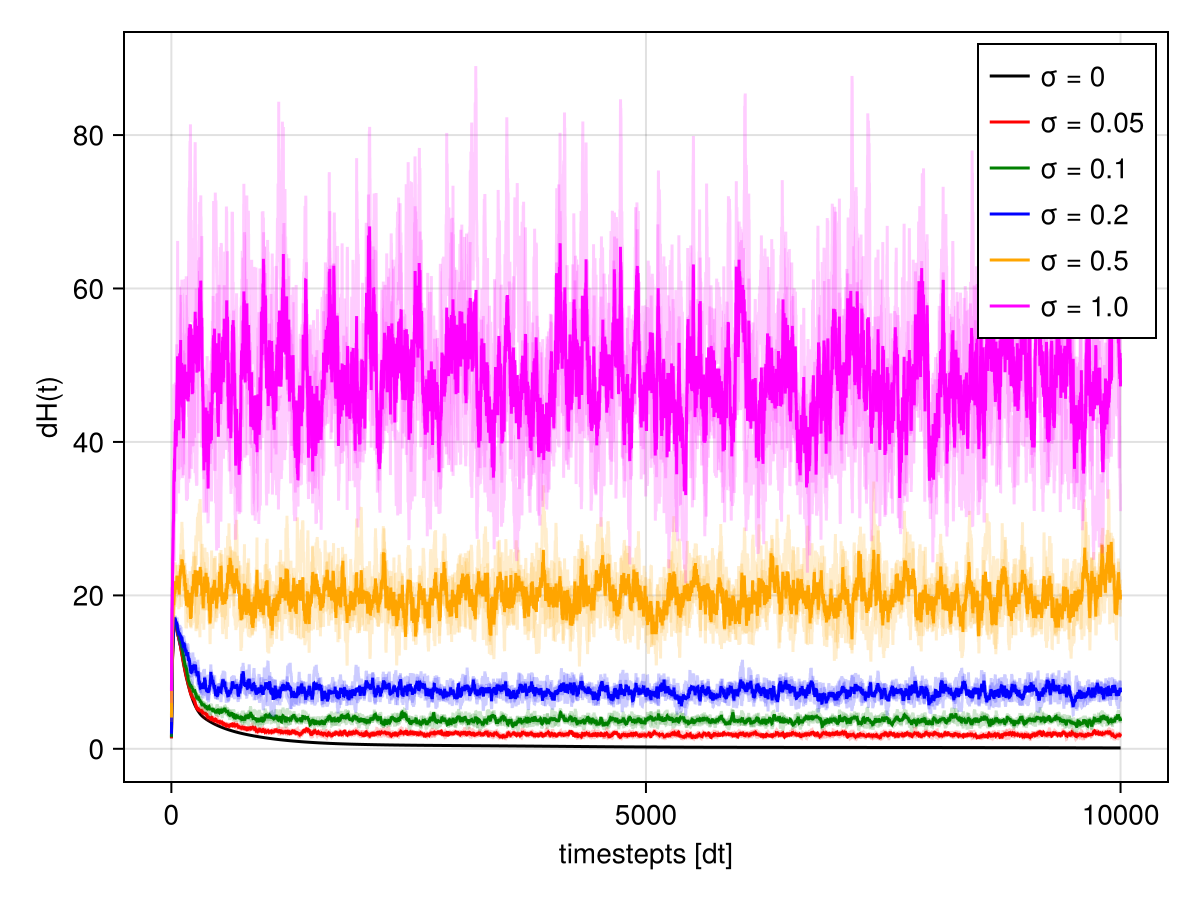 dH(t)
80
60
40
20
0
0 5000 10000
timestepts [dt]
σ = 0
σ = 0.05
σ = 0.1
σ = 0.2
σ = 0.5
σ = 1.0